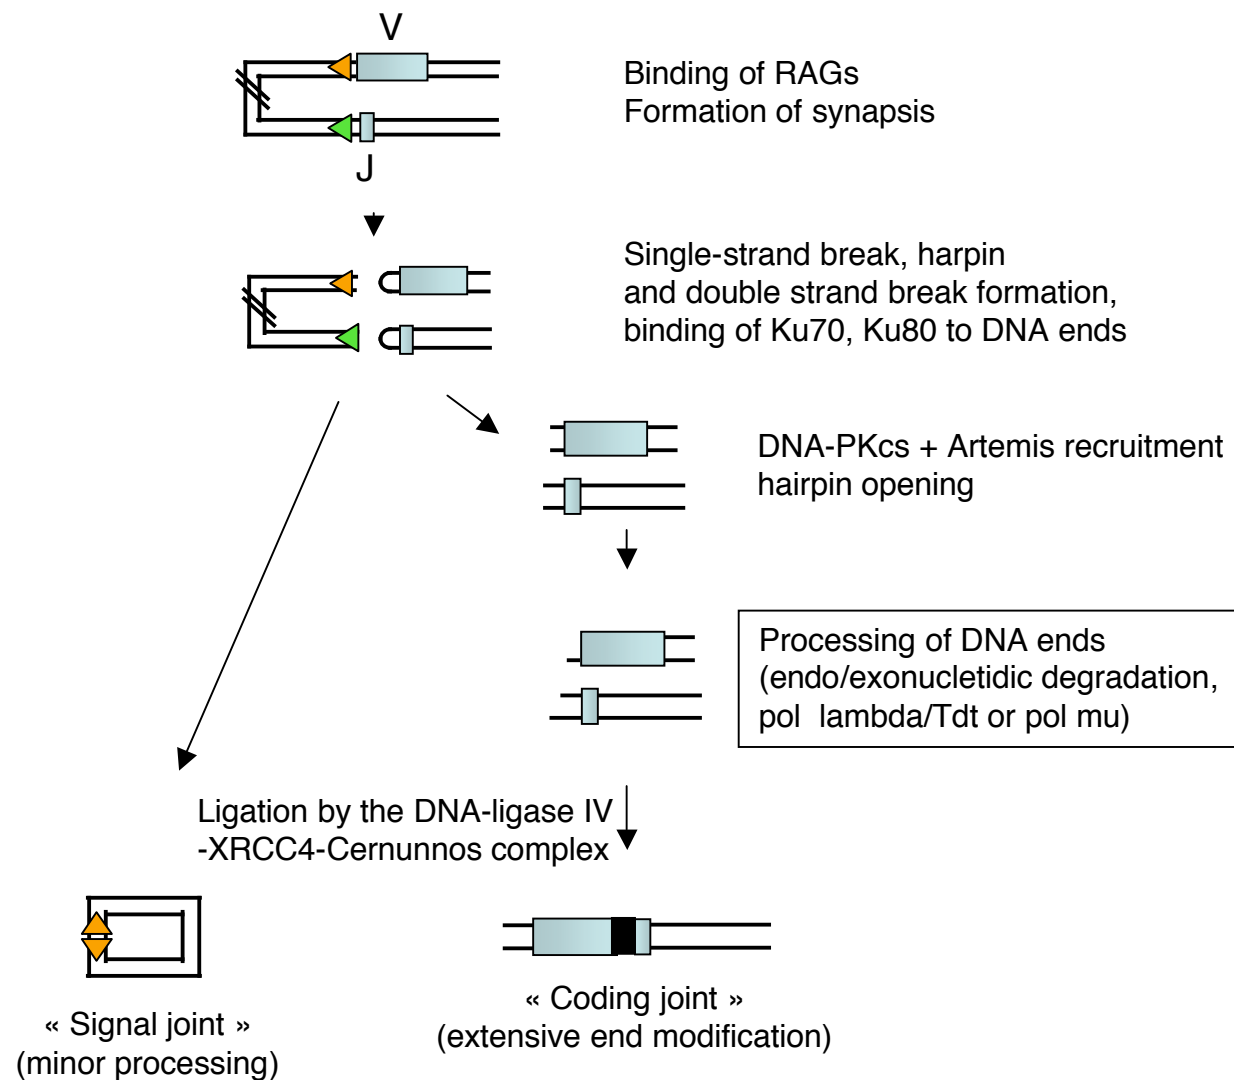 V
Binding of RAGs
Formation of synapsis
J
Single-strand break, harpin
and double strand break formation,
binding of Ku70, Ku80 to DNA ends
DNA-PKcs + Artemis recruitment
hairpin opening
Processing of DNA ends
(endo/exonucletidic degradation,
pol lambda/Tdt or pol mu)
Ligation by the DNA-ligase IV
-XRCC4-Cernunnos complex
« Signal joint »
(minor processing)
« Coding joint »
(extensive end modification)